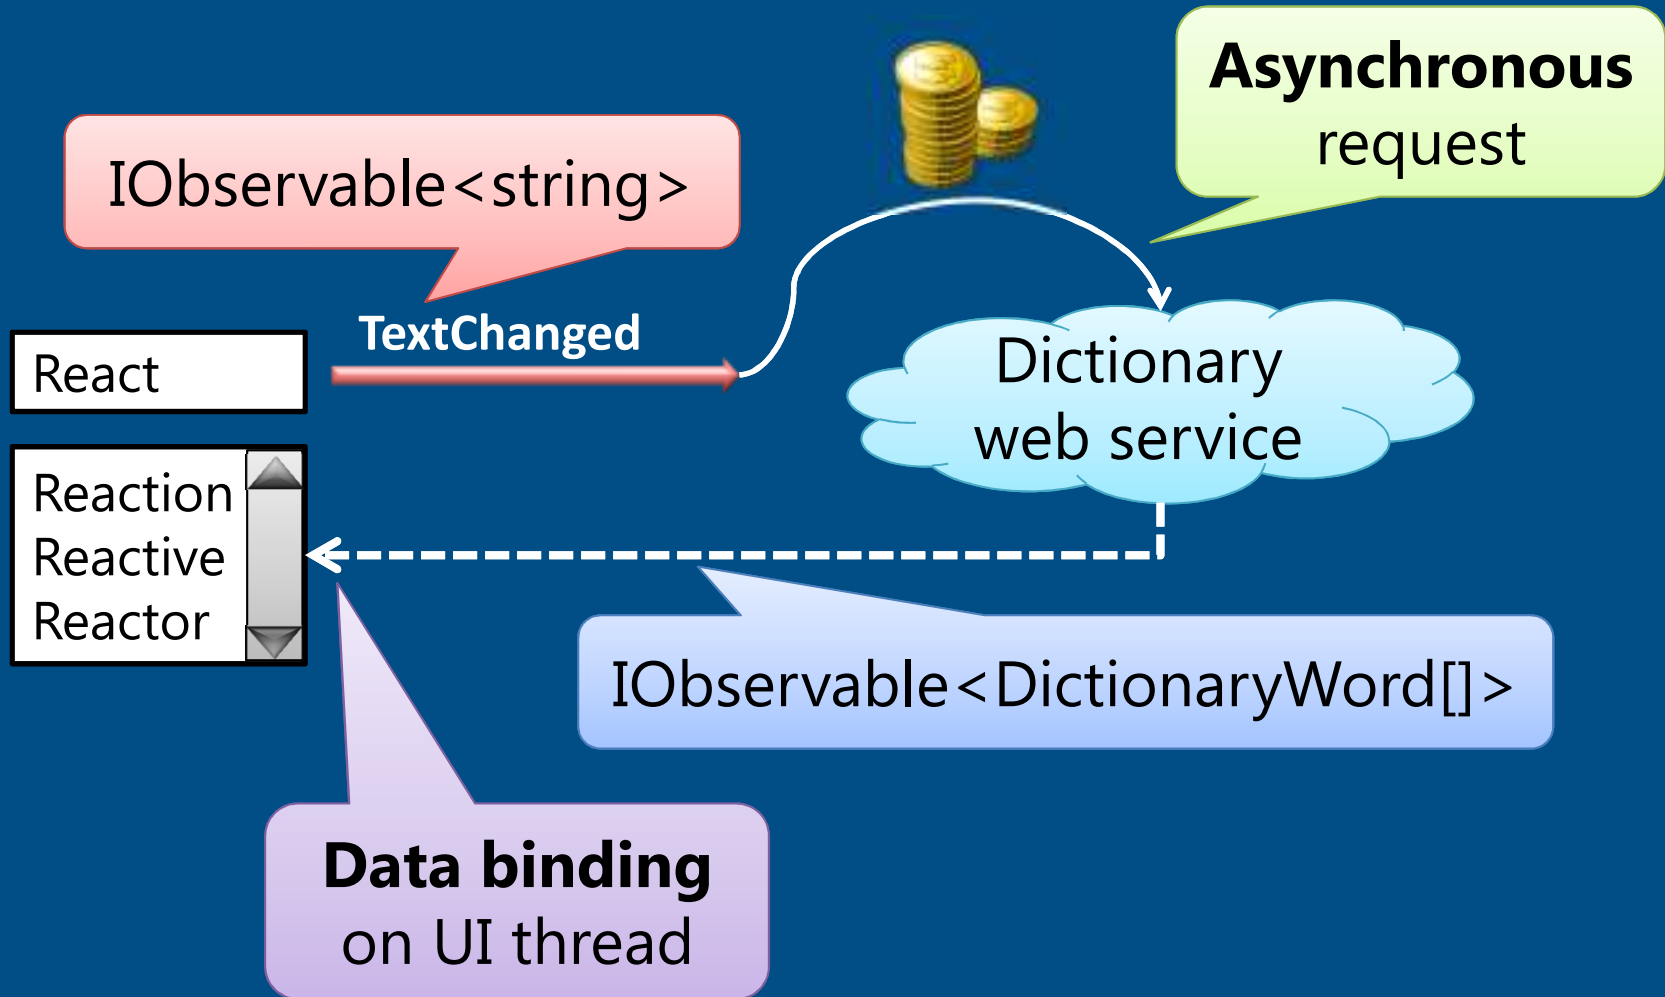 Asynchronous
request
IObservable<string>
TextChanged
React
Dictionary
web service
Reaction
Reactive
Reactor
IObservable<DictionaryWord[]>
Data binding
on UI thread